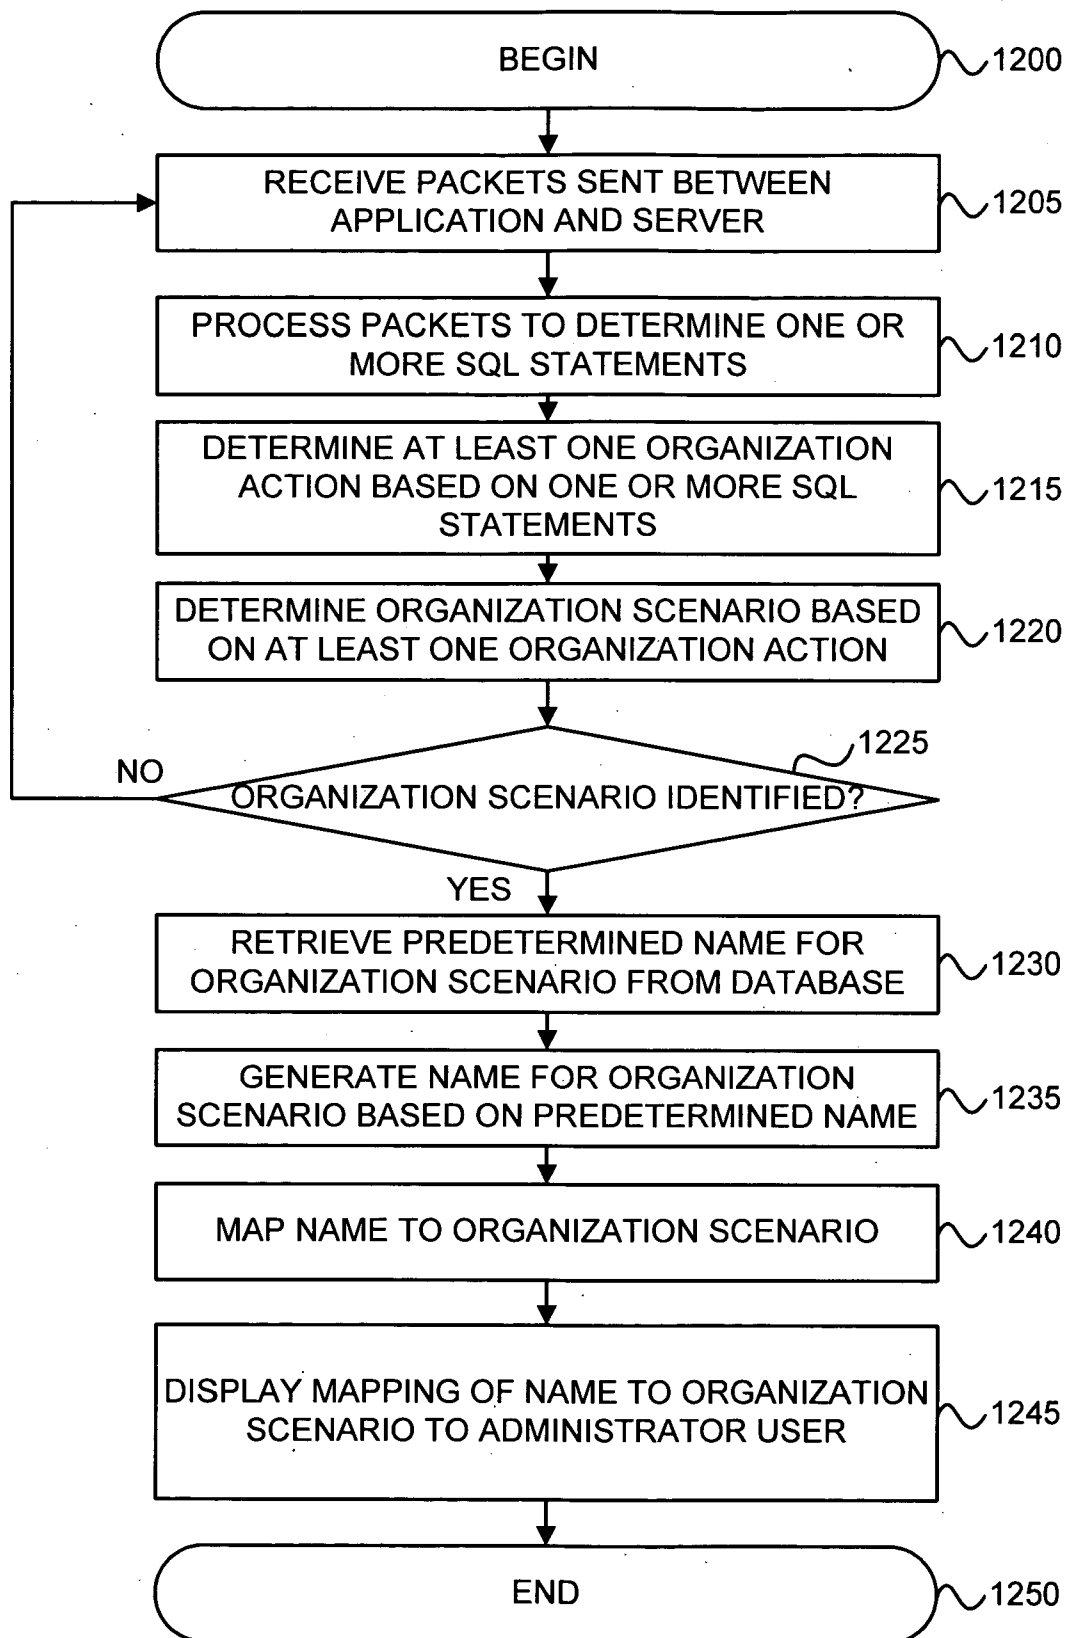 BEGIN
1200
RECEIVE PACKETS SENT BETWEEN
APPLICATION AND SERVER
1205
PROCESS PACKETS TO DETERMINE ONE OR
MORE SQL STATEMENTS
1210
DETERMINE AT LEAST ONE ORGANIZATION
ACTION BASED ON ONE OR MORE SQL
STATEMENTS
1215
DETERMINE ORGANIZATION SCENARIO BASED
ON AT LEAST ONE ORGANIZATION ACTION
1220
1225
NO
ORGANIZATION SCENARIO IDENTIFIED?
YES
RETRIEVE PREDETERMINED NAME FOR
ORGANIZATION SCENARIO FROM DATABASE
1230
GENERATE NAME FOR ORGANIZATION
SCENARIO BASED ON PREDETERMINED NAME
1235
MAP NAME TO ORGANIZATION SCENARIO
1240
DISPLAY MAPPING OF NAME TO ORGANIZATION
SCENARIO TO ADMINISTRATOR USER
1245
END
1250